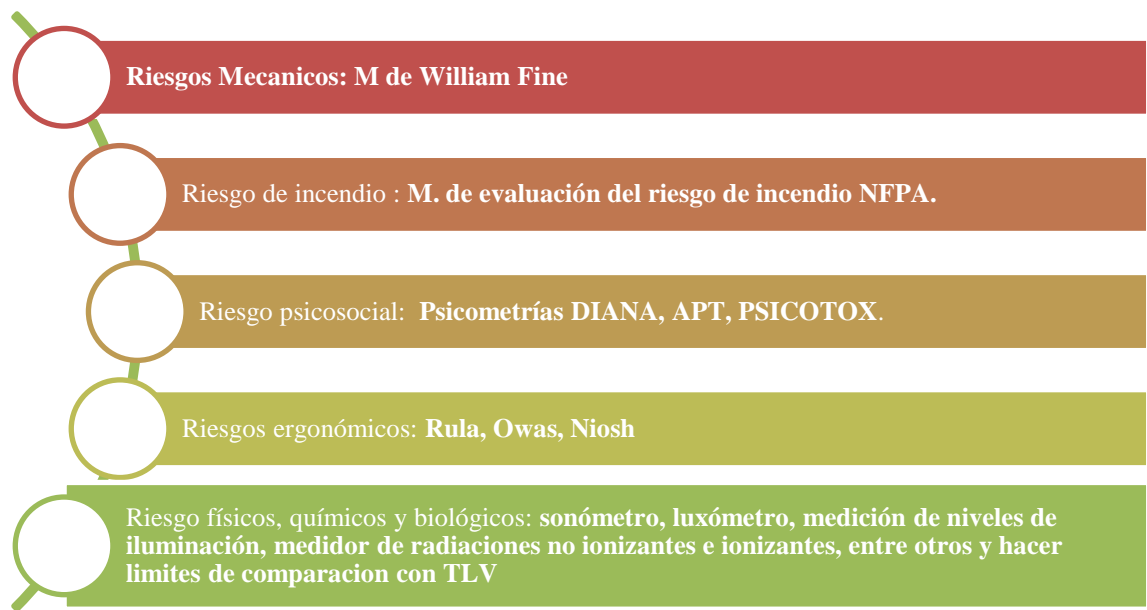 Riesgos Mecanicos: M de William Fine
Riesgo de incendio : M. de evaluación del riesgo de incendio NFPA.
Riesgo psicosocial: Psicometrías DIANA, APT, PSICOTOX.
Riesgos ergonómicos: Rula, Owas, Niosh
Riesgo físicos, químicos y biológicos: sonómetro, luxómetro, medición de niveles de
iluminación, medidor de radiaciones no ionizantes e ionizantes, entre otros y hacer
limites de comparacion con TLV